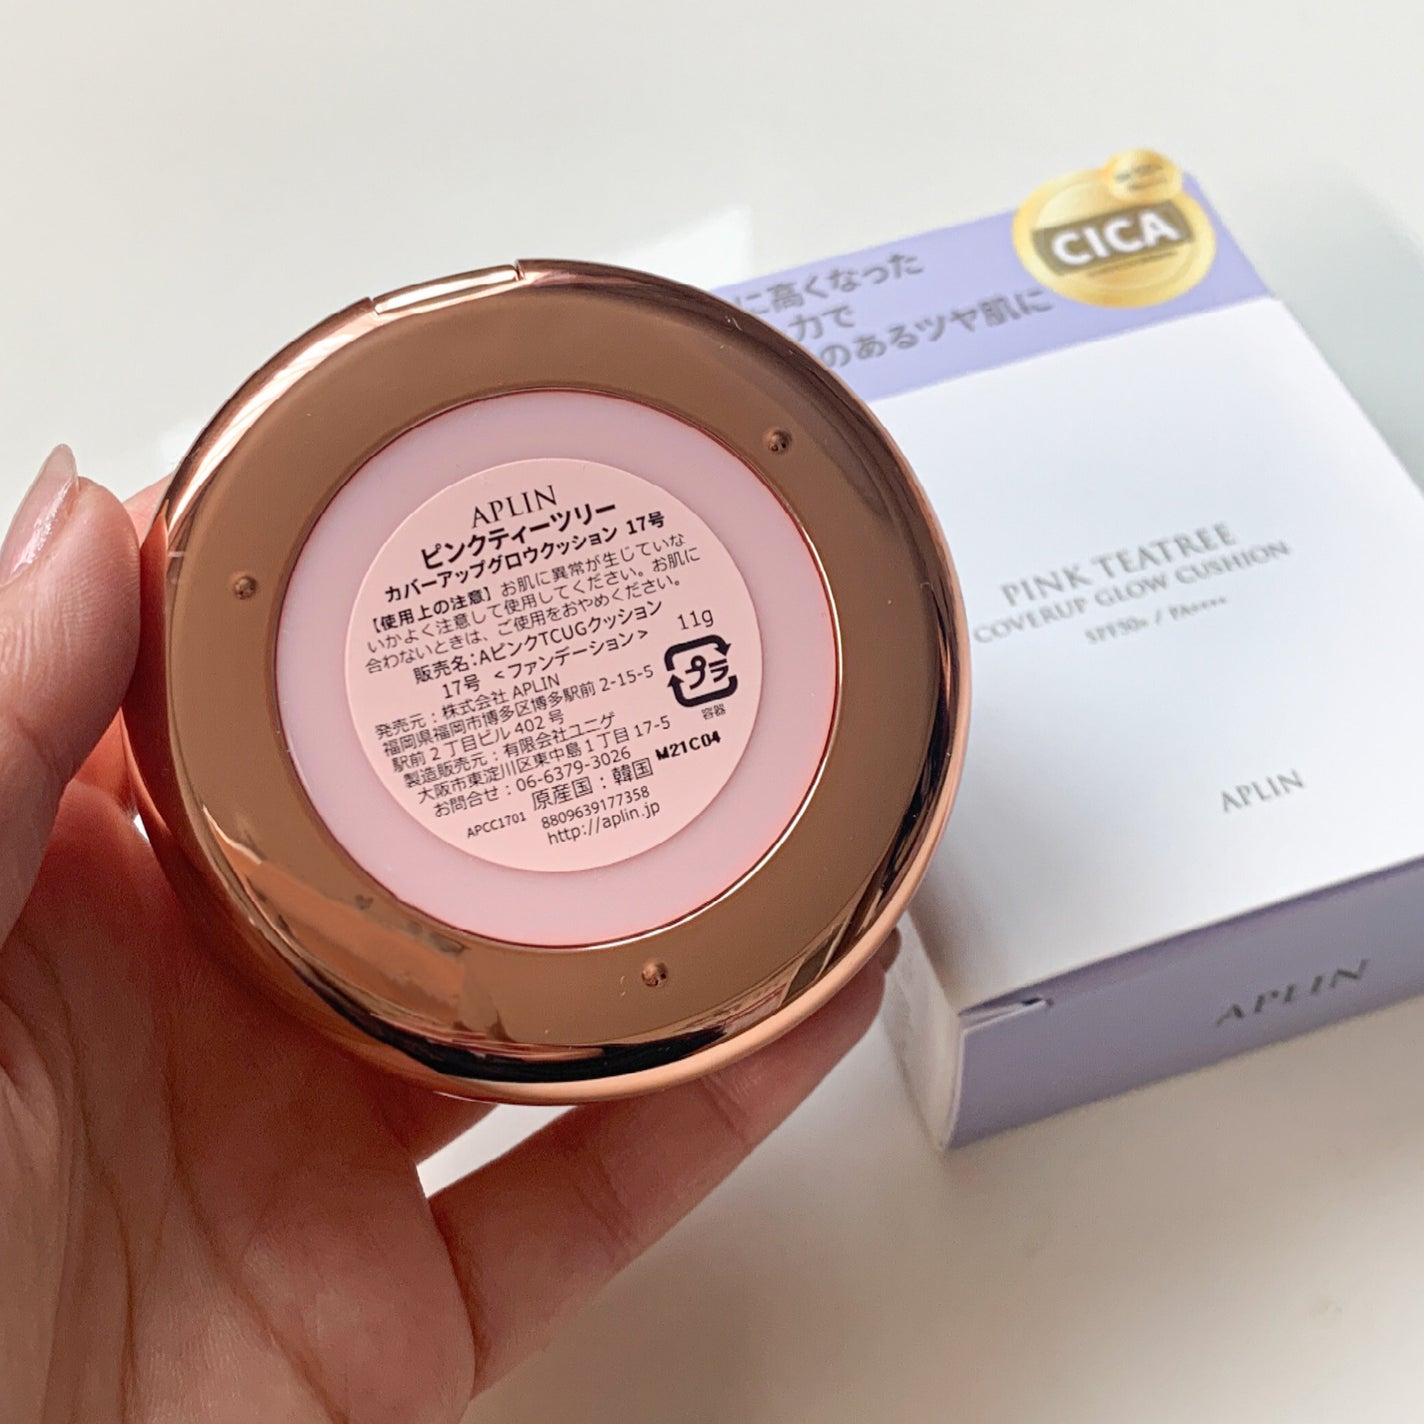 APLIN
ピンクティーツリー
カバーアップグロウクッション 17号
【使用上の注意】お肌に異常が生じていな
いかよく注意して使用してください。お肌に
合わないときは、ご使用をおやめください。
販売名:AピンクTCUGクッション
17号 <ファンデーション> 11g
発売元:株式会社 APLIN
福岡県福岡市博多区博多駅前 2-15-5
駅前2丁目ビル 402号
プラ
容器
製造販売元:有限会社ユニゲ
大阪市東淀川区東中島1丁目 17-5
お問合せ:06-6379-3026
M21C04
原産国:韓国
APCC1701 8809639177358
http://aplin.jp
に高くなった
力で
のあるツヤ肌に
CICA
PINK TEATREE
COVERUP GLOW CUSHION
SPF50+ / PA++++
APLIN
APLIN